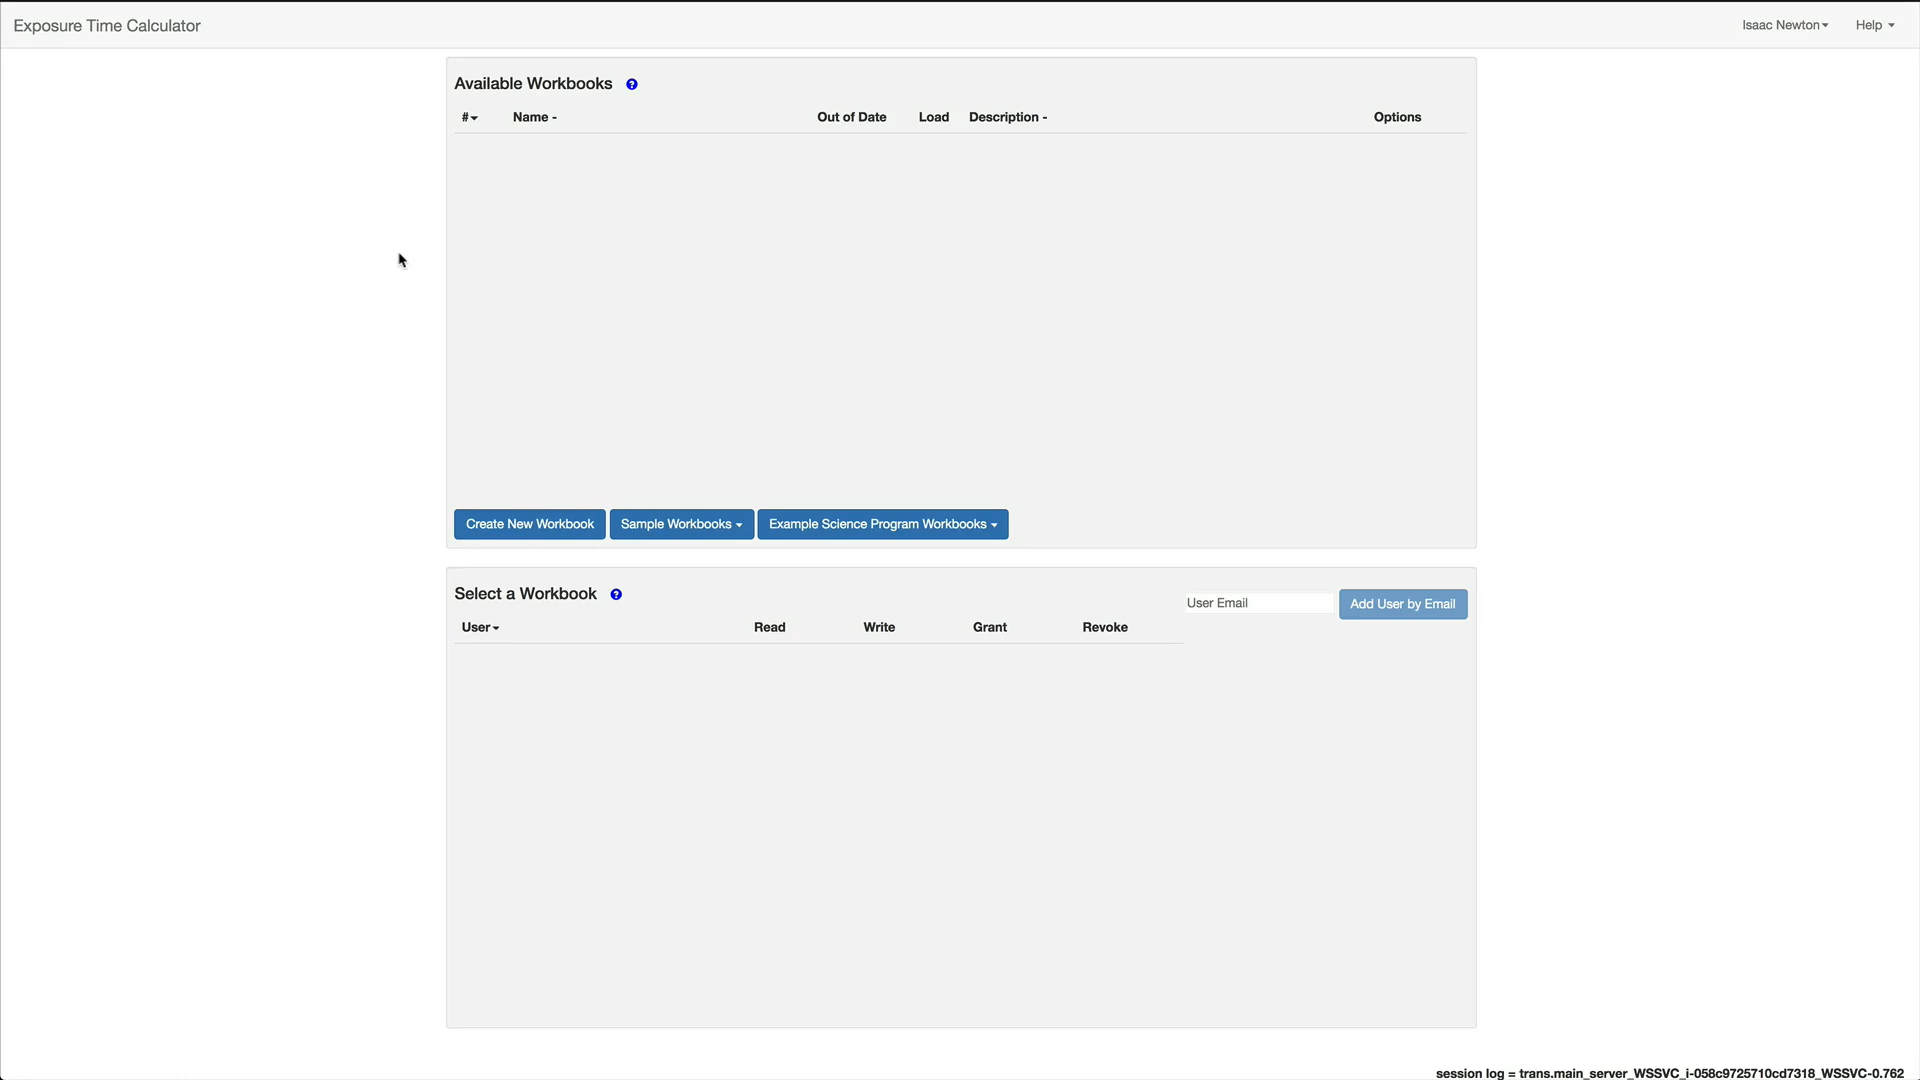 Exposure Time Calculator
Isaac Newton
Help
Available Workbooks ?
# Name - Out of Date Load Description - Options
Create New Workbook Sample Workbooks Example Science Program Workbooks
Select a Workbook ?
User Email Add User by Email
User Read Write Grant Revoke
session log = trans.main_server_WSSVC_i-058c9725710cd7318_WSSVC-0.762